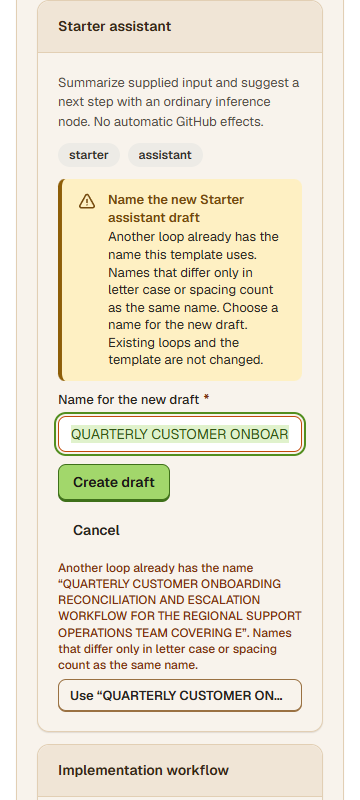 Starter assistant
Summarize supplied input and suggest a
next step with an ordinary inference
node. No automatic GitHub effects.
starter
assistant
Name the new Starter
assistant draft
Another loop already has the
name this template uses.
Names that differ only in
letter case or spacing count
as the same name. Choose a
name for the new draft.
Existing loops and the
template are not changed.
Name for the new draft *
QUARTERLY CUSTOMER ONBOAR
Create draft
Cancel
Another loop already has the name
“QUARTERLY CUSTOMER ONBOARDING
RECONCILIATION AND ESCALATION
WORKFLOW FOR THE REGIONAL SUPPORT
OPERATIONS TEAM COVERING E”. Names
that differ only in letter case or spacing
count as the same name.
Use “QUARTERLY CUSTOMER ON...
Implementation workflow